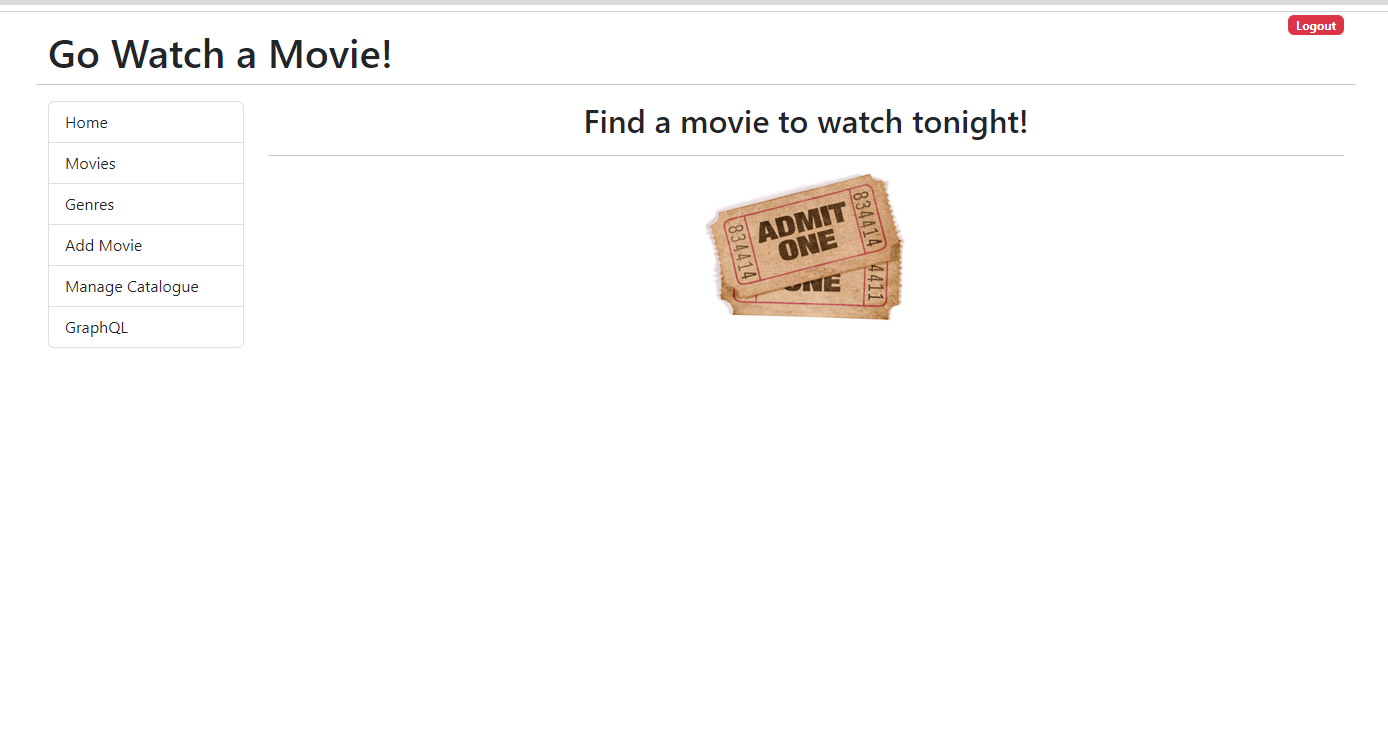 Logout
Go Watch a Movie!
Home
Movies
Genres
Add Movie
Manage Catalogue
GraphQL
Find a movie to watch tonight!
834414
ADMIT
ONE
834414
ONE
4411